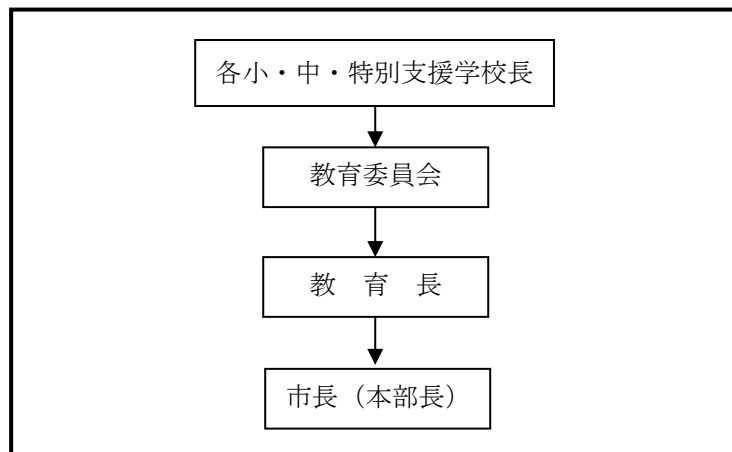 各小・中・特別支援学校長
教育委員会
教　育　長
市長（本部長）